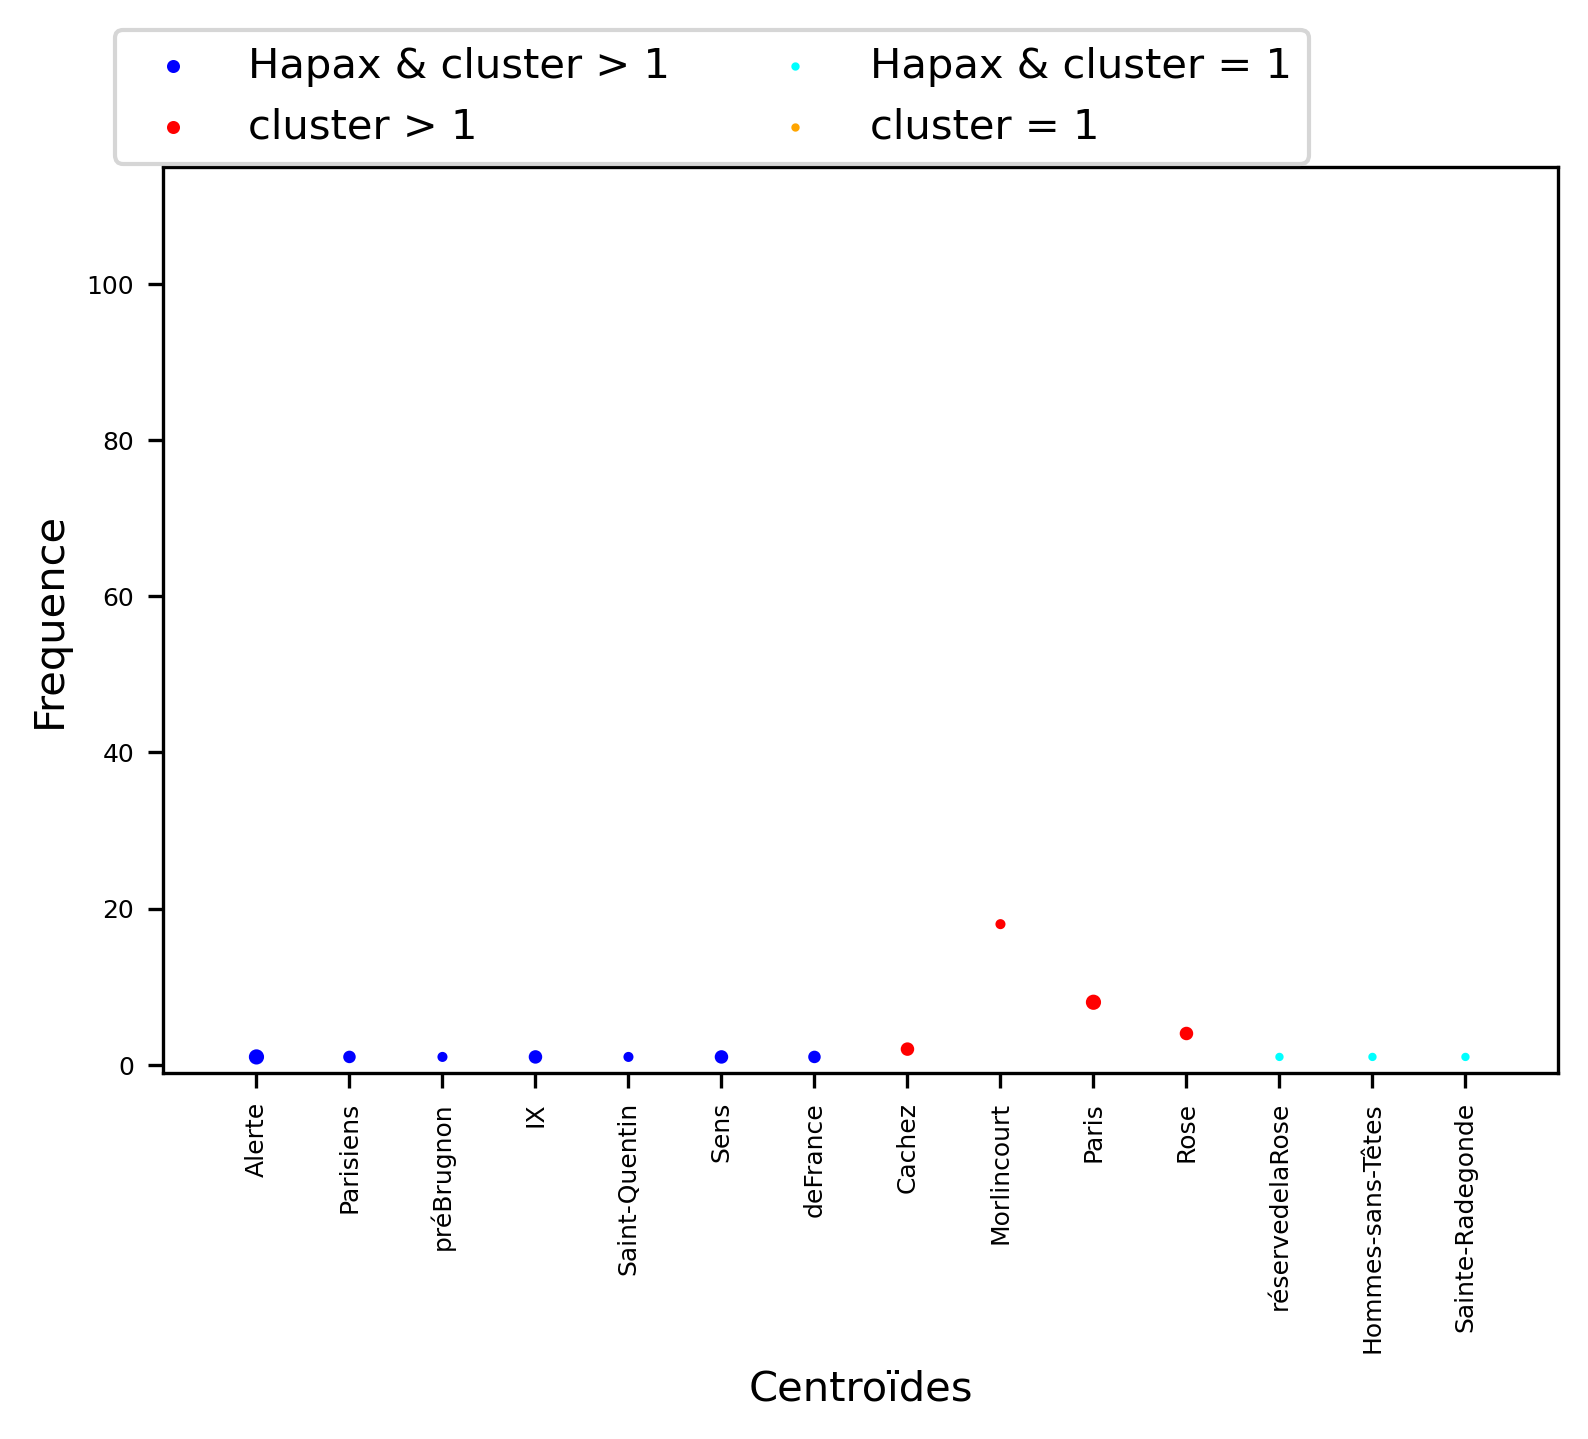 Hapax & cluster > 1
Hapax & cluster = 1
cluster > 1
cluster = 1
Frequence
100
80
60
40
20
0
Alerte
Parisiens
préBrugnon
IX
Saint-Quentin
Sens
deFrance
Cachez
Morlincourt
Paris
Rose
réservedelaRose
Hommes-sans-Têtes
Sainte-Radegonde
Centroïdes